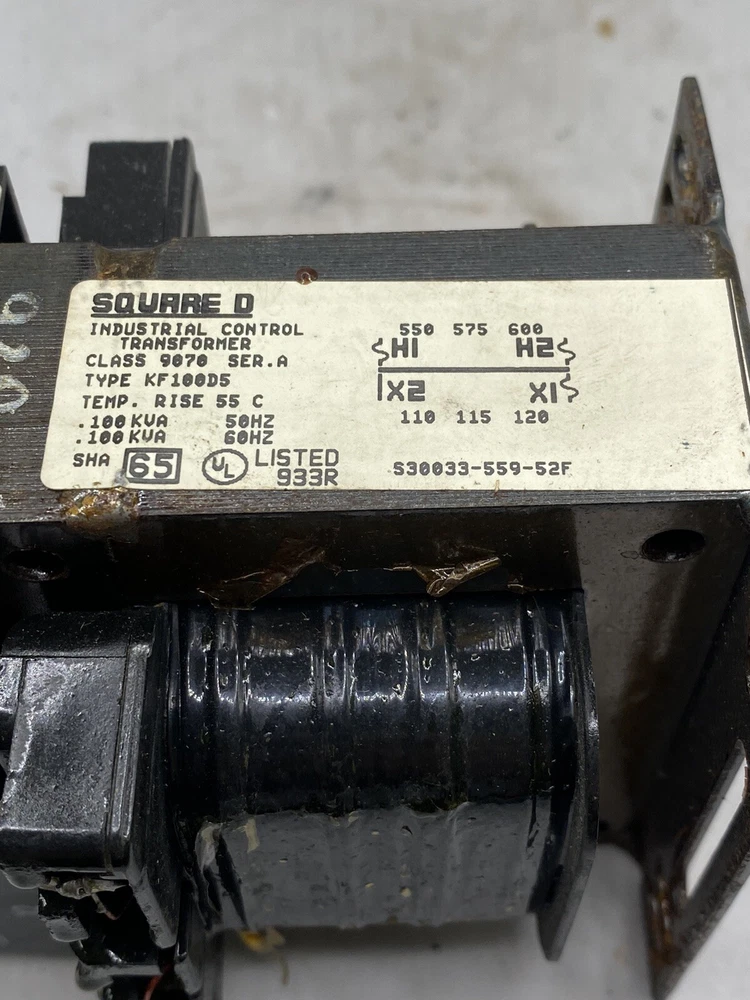 SQUARE D
INDUSTRIAL CONTROL
TRANSFORMER
CLASS 9070 SER.A
TYPE KF100D5
TEMP. RISE 55 C
.100 KVA 50HZ
.100 KVA 60HZ
SHA 65 UL LISTED
933R
550 575 600
H1 H2
X2 X1
110 115 120
S30033-559-52F